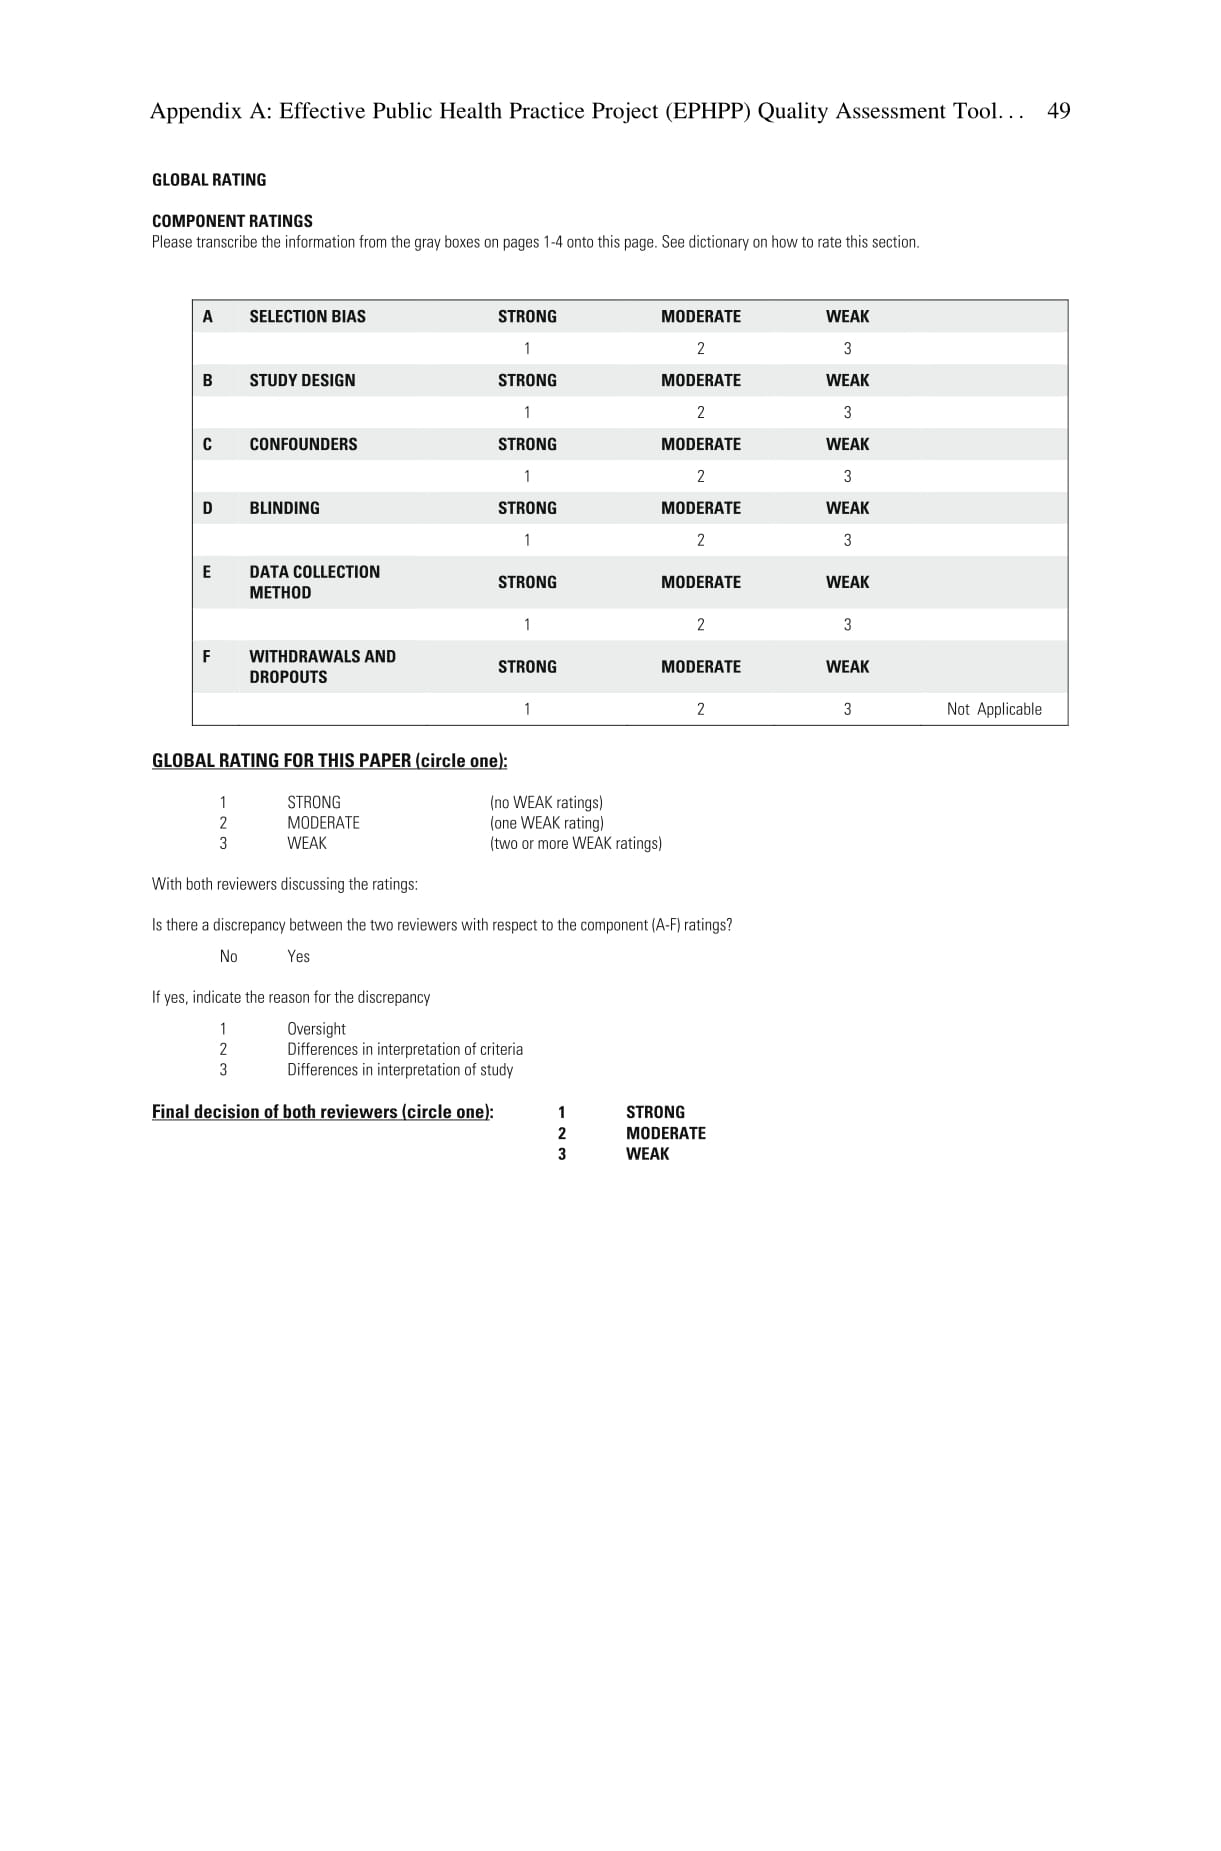 Appendix A: Effective Public Health Practice Project (EPHPP) Quality Assessment Tool... 49
GLOBAL RATING
COMPONENT RATINGS
Please transcribe the information from the gray boxes on pages 1-4 onto this page. See dictionary on how to rate this section.
A SELECTION BIAS STRONG MODERATE WEAK
1 2 3
B STUDY DESIGN STRONG MODERATE WEAK
1 2 3
C CONFOUNDERS STRONG MODERATE WEAK
1 2 3
D BLINDING STRONG MODERATE WEAK
1 2 3
E DATA COLLECTION
METHOD STRONG MODERATE WEAK
1 2 3
F WITHDRAWALS AND
DROPOUTS STRONG MODERATE WEAK
1 2 3 Not Applicable
GLOBAL RATING FOR THIS PAPER (circle one):
1 STRONG (no WEAK ratings)
2 MODERATE (one WEAK rating)
3 WEAK (two or more WEAK ratings)
With both reviewers discussing the ratings:
Is there a discrepancy between the two reviewers with respect to the component (A-F) ratings?
No Yes
If yes, indicate the reason for the discrepancy
1 Oversight
2 Differences in interpretation of criteria
3 Differences in interpretation of study
Final decision of both reviewers (circle one): 1 STRONG
2 MODERATE
3 WEAK